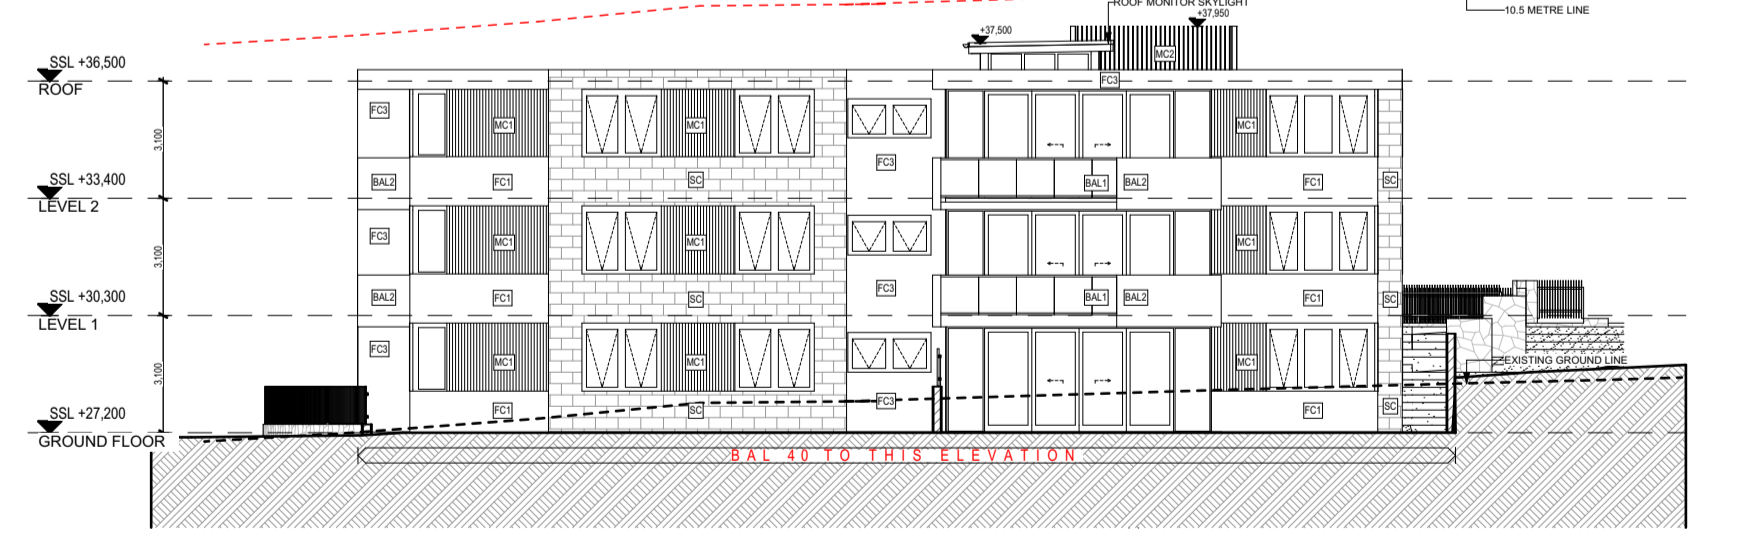 ROOF MONITOR SKYLIGHT
+37,950
10.5 METRE LINE
+37,500
MC2
SSL +36,500
ROOF
FC3
FC3
MC1
MC1
MC1
3,100
FC3
SSL +33,400
BAL2
FC1
SC
BAL1
BAL2
FC1
SC
LEVEL 2
FC3
MC1
MC1
MC1
3,100
FC3
SSL +30,300
BAL2
FC1
SC
BAL1
BAL2
FC1
SC
LEVEL 1
FC3
MC1
MC1
MC1
EXISTING GROUND LINE
3,100
SSL +27,200
FC1
SC
FC3
FC1
SC
GROUND FLOOR
BAL 40 TO THIS ELEVATION